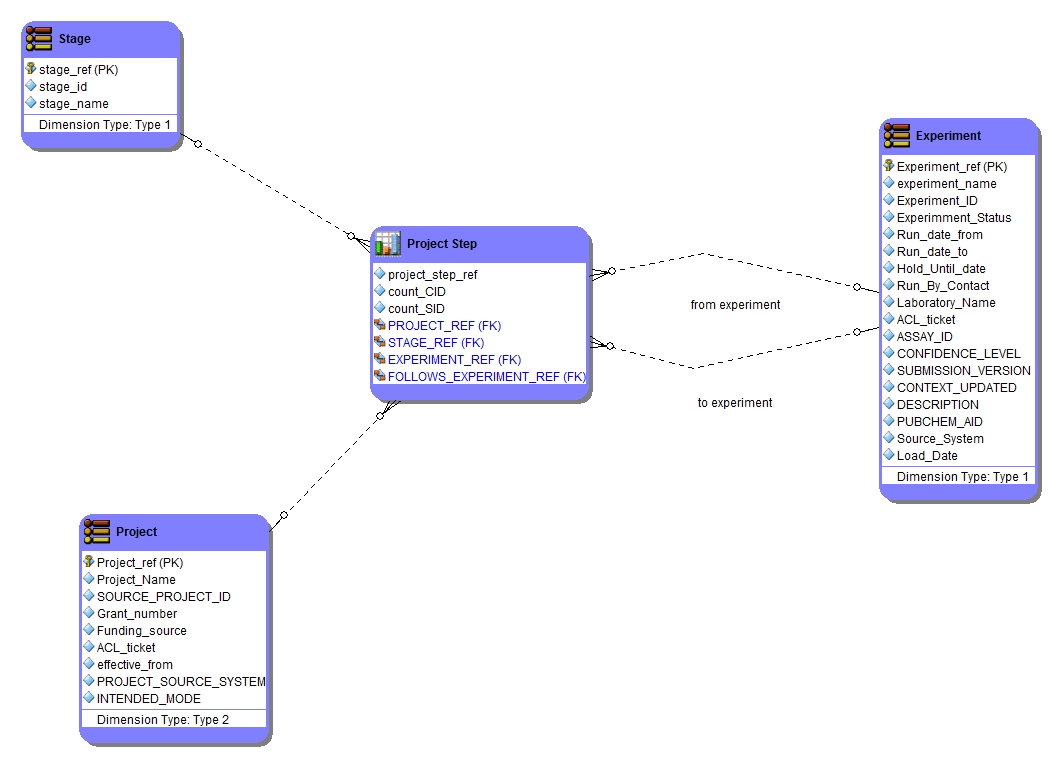 Stage
stage_ref (PK)
stage_id
stage_name
Dimension Type: Type 1
Experiment
Experiment_ref (PK)
experiment_name
Experiment_ID
Experimment_Status
Run_date_from
Run_date_to
Hold_Until_date
Run_By_Contact
Laboratory_Name
ACL_ticket
ASSAY_ID
CONFIDENCE_LEVEL
SUBMISSION_VERSION
CONTEXT_UPDATED
DESCRIPTION
PUBCHEM_AID
Source_System
Load_Date
Dimension Type: Type 1
Project Step
project_step_ref
count_CID
count_SID
PROJECT_REF (FK)
STAGE_REF (FK)
EXPERIMENT_REF (FK)
FOLLOWS_EXPERIMENT_REF (FK)
from experiment
to experiment
Project
Project_ref (PK)
Project_Name
SOURCE_PROJECT_ID
Grant_number
Funding_source
ACL_ticket
effective_from
PROJECT_SOURCE_SYSTEM
INTENDED_MODE
Dimension Type: Type 2